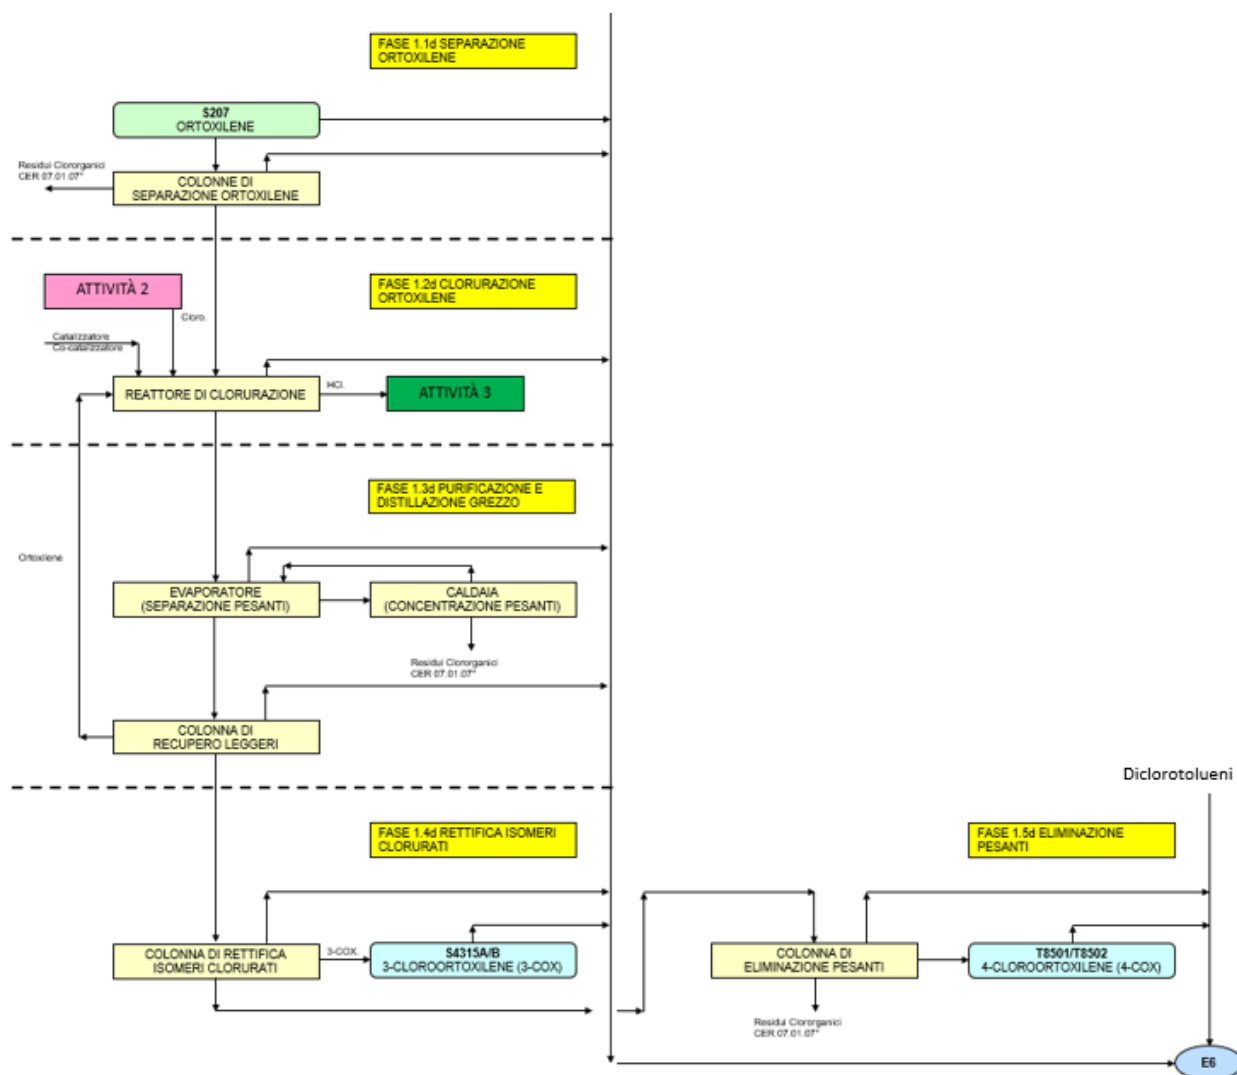 FASE 1.1d SEPARAZIONE
ORTOXILENE
S207
ORTOXILENE
Residui Clororganici
CER 07.01.07*
COLONNE DI
SEPARAZIONE ORTOXILENE
ATTIVITÀ 2
FASE 1.2d CLORURAZIONE
ORTOXILENE
Cloro.
Catalizzatore
Co-catalizzatore
REATTORE DI CLORURAZIONE
HCl.
ATTIVITÀ 3
FASE 1.3d PURIFICAZIONE E
DISTILLAZIONE GREZZO
Ortoxilene
EVAPORATORE
(SEPARAZIONE PESANTI)
CALDAIA
(CONCENTRAZIONE PESANTI)
Residui Clororganici
CER 07.01.07*
COLONNA DI
RECUPERO LEGGERI
Diclorotolueni
FASE 1.4d RETTIFICA ISOMERI
CLORURATI
FASE 1.5d ELIMINAZIONE
PESANTI
COLONNA DI RETTIFICA
ISOMERI CLORURATI
3-COX.
S4315A/B
3-CLOROORTOXILENE (3-COX)
COLONNA DI
ELIMINAZIONE PESANTI
T8501/T8502
4-CLOROORTOXILENE (4-COX)
Residui Clororganici
CER 07.01.07*
E6